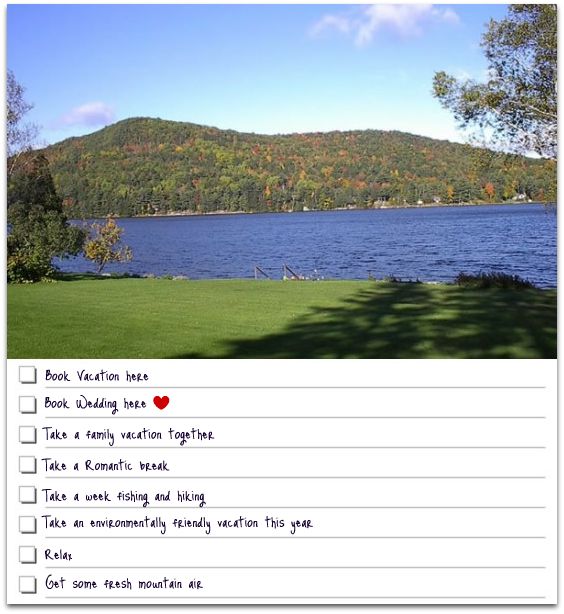 Book Vacation here
Book Wedding here
Take a family vacation together
Take a Romantic break
Take a week fishing and hiking
Take an environmentally friendly vacation this year
Relax
Get some fresh mountain air